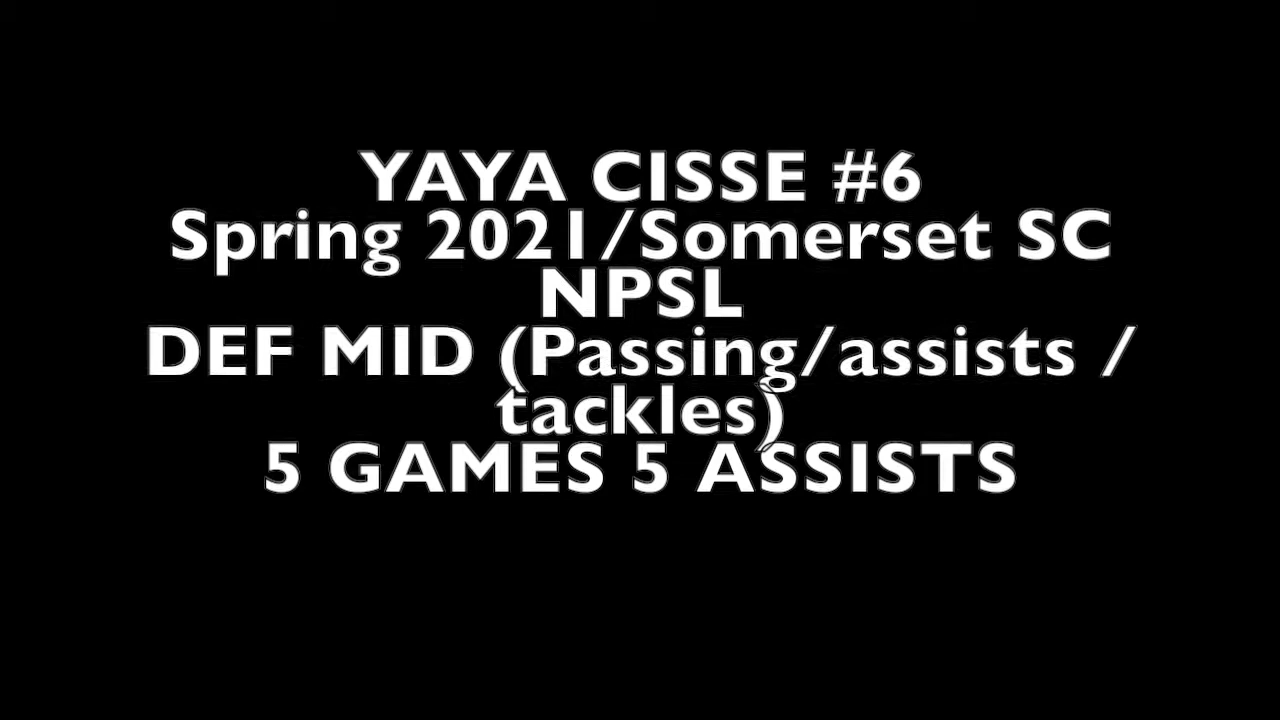 YAYA CISSE #6
Spring 2021/Somerset SC
NPSL
DEF MID (Passing/assists /
tackles)
5 GAMES 5 ASSISTS